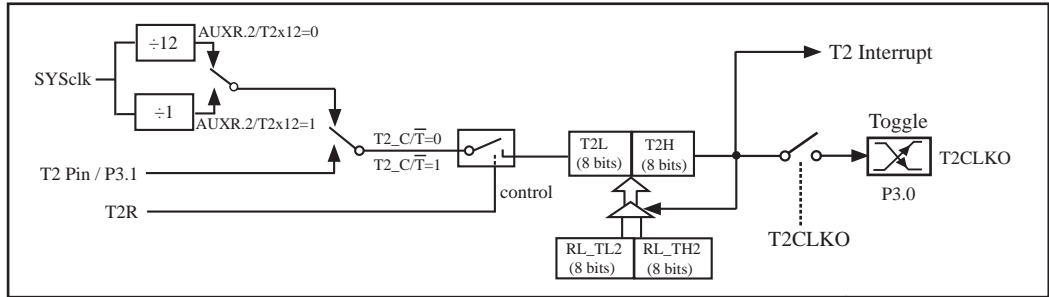 ÷12
AUXR.2/T2x12=0
SYSclk
÷1
AUXR.2/T2x12=1
T2 Pin / P3.1
T2R
T2_C/T̅=0
T2_C/T̅=1
control
T2L
(8 bits)
T2H
(8 bits)
RL_TL2
(8 bits)
RL_TH2
(8 bits)
T2 Interrupt
Toggle
T2CLKO
P3.0
T2CLKO